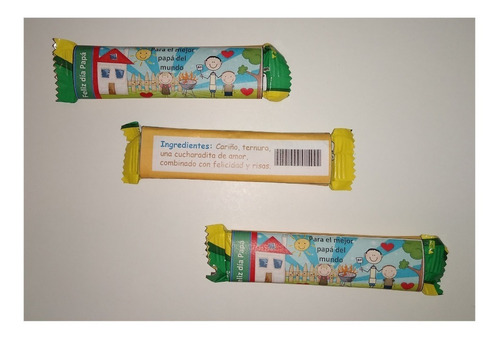 Feliz día Papá
Para el mejor
papá del
mundo
Ingredientes: Cariño, ternura,
una cucharadita de amor,
combinado con felicidad y risas.
Feliz día Papá
Para el mejor
papá del
mundo